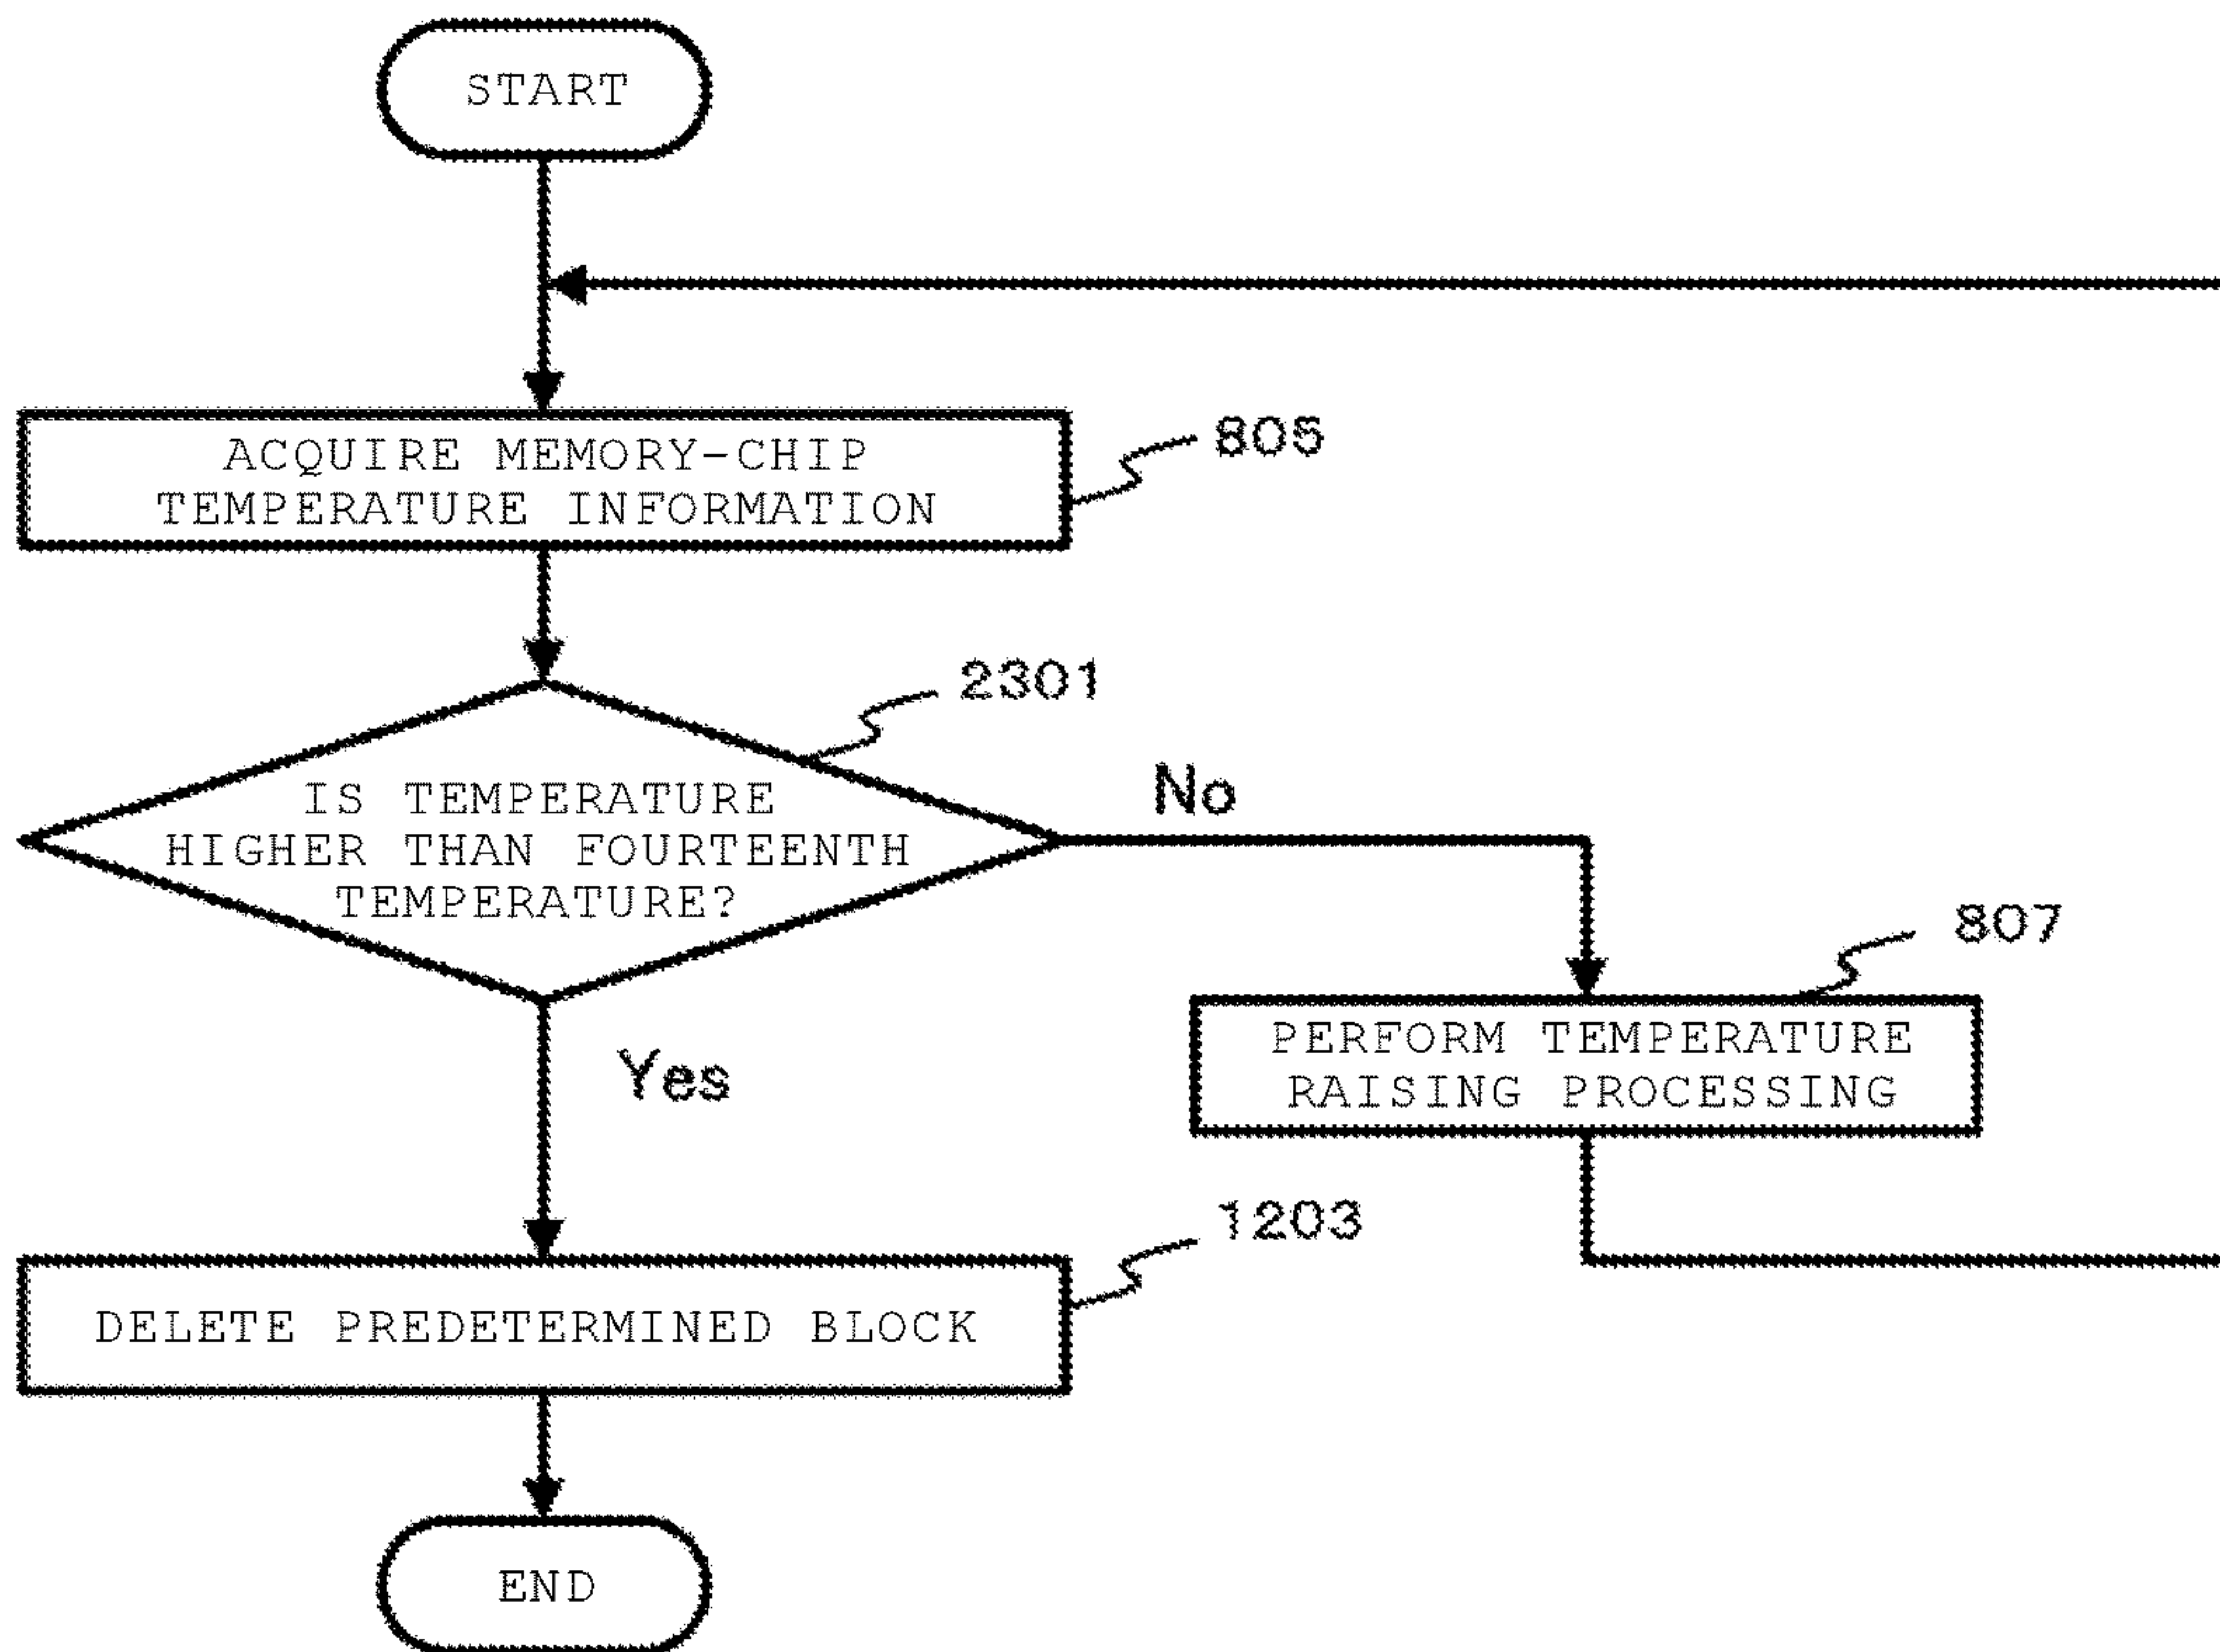 START
ACQUIRE MEMORY-CHIP
TEMPERATURE INFORMATION
805
2301
IS TEMPERATURE
HIGHER THAN FOURTEENTH
TEMPERATURE?
No
807
PERFORM TEMPERATURE
RAISING PROCESSING
Yes
1203
DELETE PREDETERMINED BLOCK
END